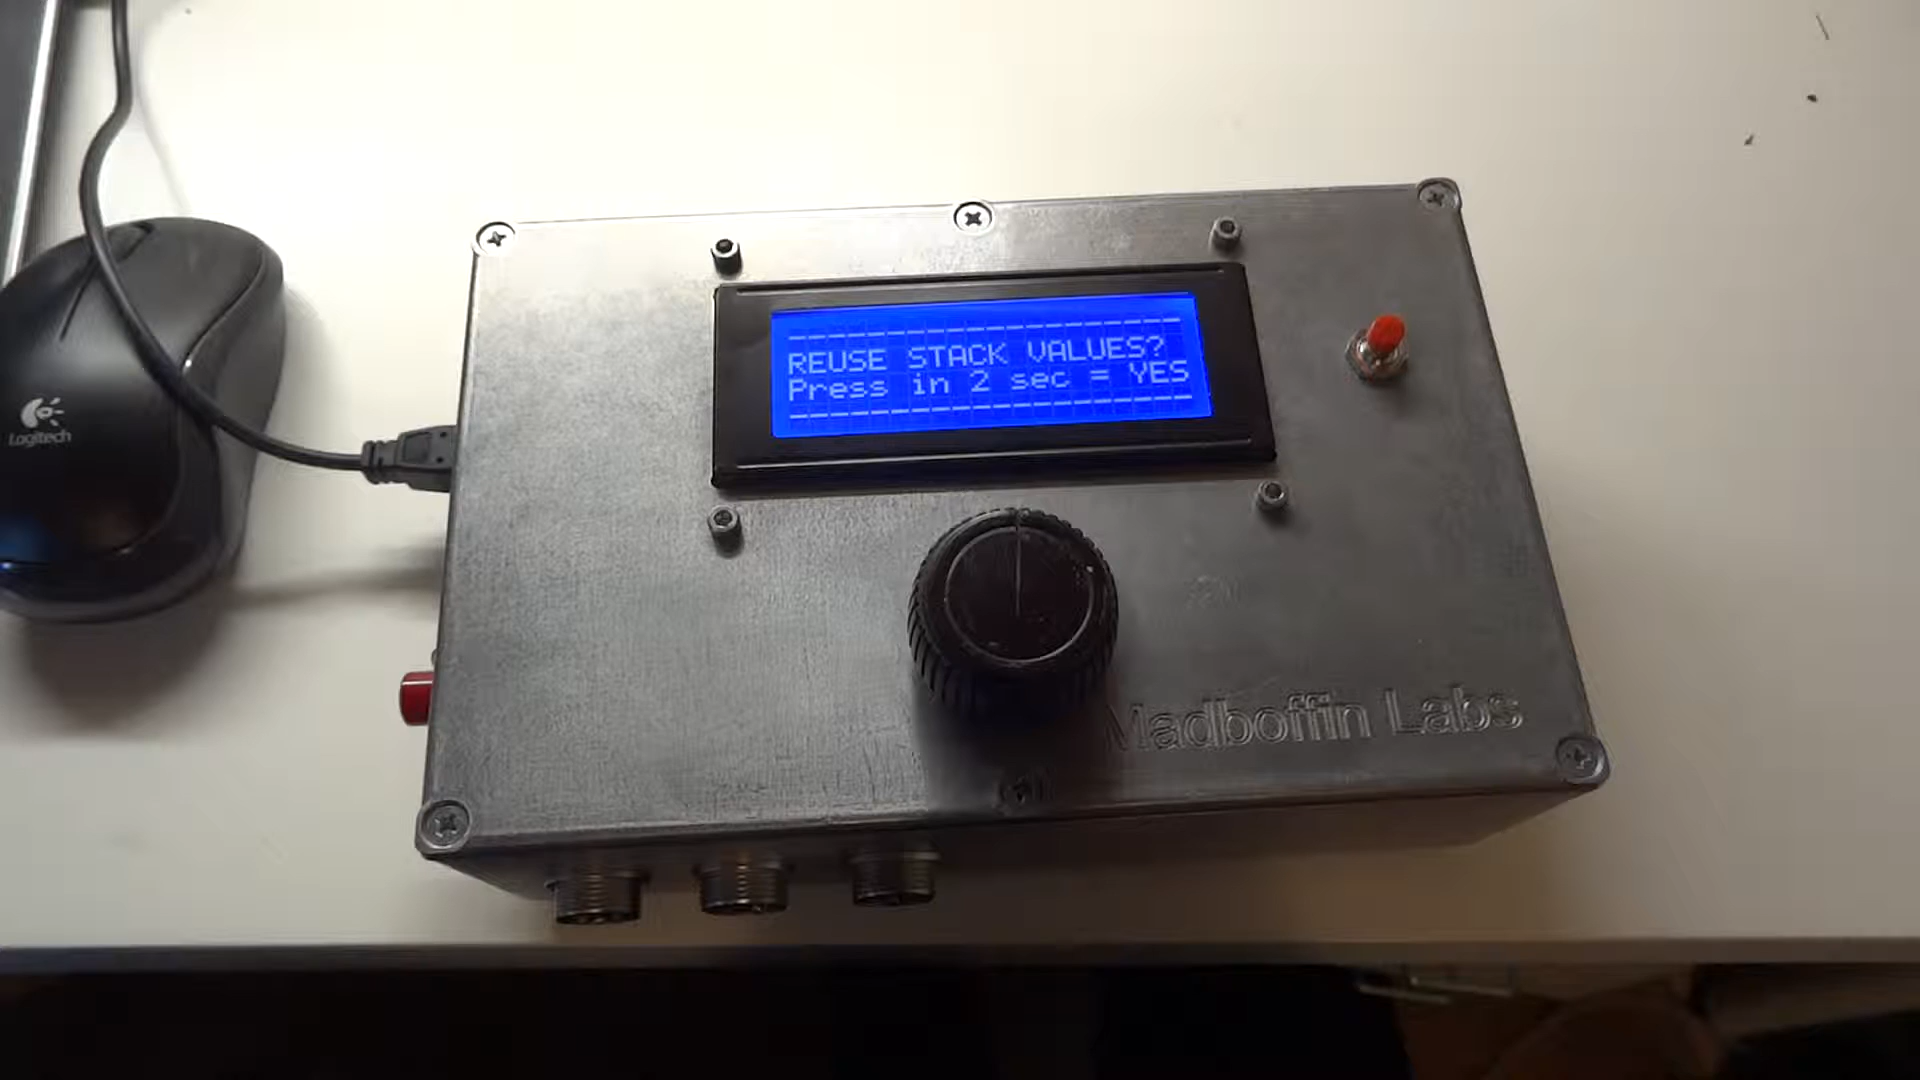 --------------------
REUSE STACK VALUES?
Press in 2 sec = YES
--------------------
Logitech
Madboffin Labs